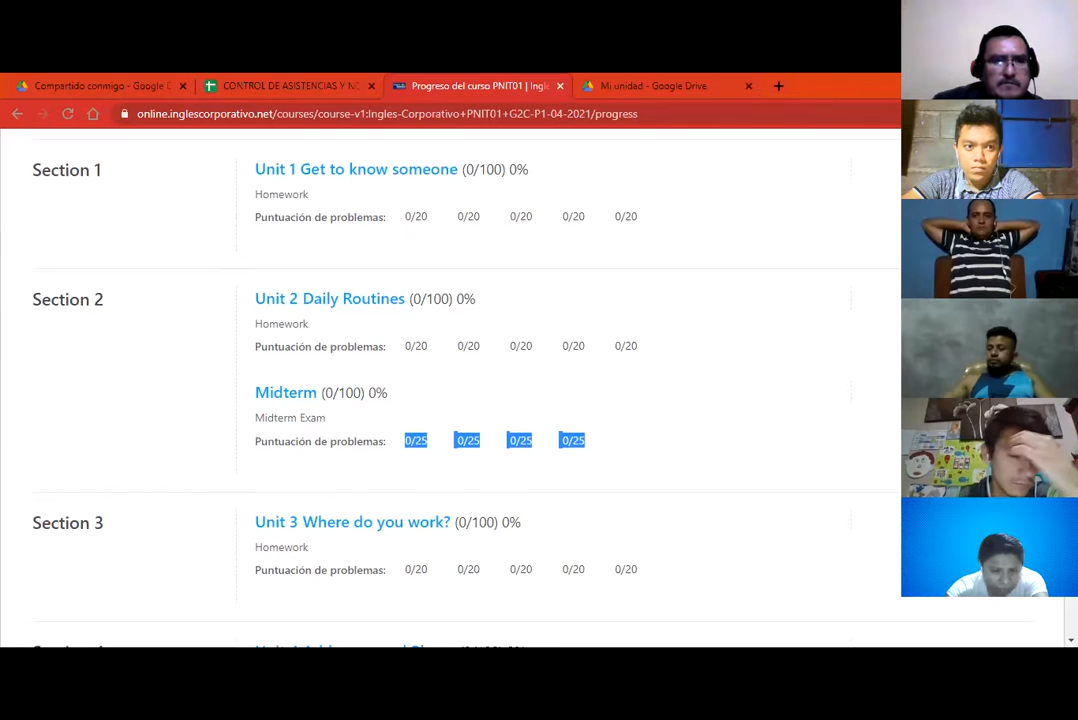 Compartido conmigo - Google D
CONTROL DE ASISTENCIAS Y NO
Progreso del curso PNIT01 | Ingle
Mi unidad - Google Drive
online.inglescorporativo.net/courses/course-v1:Ingles-Corporativo+PNIT01+G2C-P1-04-2021/progress
Section 1
Unit 1 Get to know someone (0/100) 0%
Homework
Puntuación de problemas: 0/20 0/20 0/20 0/20 0/20
Section 2
Unit 2 Daily Routines (0/100) 0%
Homework
Puntuación de problemas: 0/20 0/20 0/20 0/20 0/20
Midterm (0/100) 0%
Midterm Exam
Puntuación de problemas: 0/25 0/25 0/25 0/25
Section 3
Unit 3 Where do you work? (0/100) 0%
Homework
Puntuación de problemas: 0/20 0/20 0/20 0/20 0/20